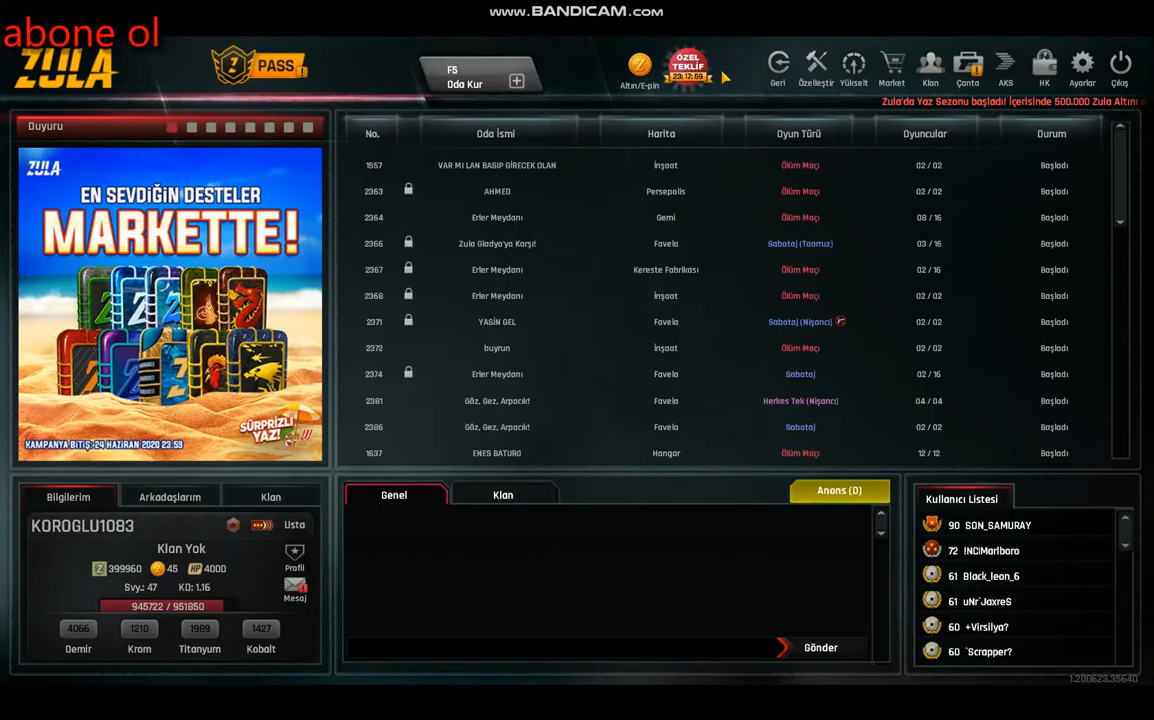 www.BANDICAM.com
abone ol
ZULA
PASS
F5
Oda Kur
Altın/E-pin
ÖZEL
TEKLİF
23:17:59
Geri
Özelleştir
Yükselt
Market
Klan
Çanta
AKS
HK
Ayarlar
Çıkış
Zula'da Yaz Sezonu başladı! İçerisinde 500.000 Zula Altını
Duyuru
ZULA
EN SEVDİĞİN DESTELER
MARKETTE!
SÜRPRİZLİ
YAZ!
KAMPANYA BİTİŞ-24 HAZİRAN 2020 23:59
No. Oda İsmi Harita Oyun Türü Oyuncular Durum
1557 VAR MI LAN BASIP GİRECEK OLAN İnşaat Ölüm Maçı 02 / 02 Başladı
2363 AHMED Persepolis Ölüm Maçı 02 / 02 Başladı
2364 Erler Meydanı Gemi Ölüm Maçı 08 / 16 Başladı
2366 Zula Gladyo'ya Karşı! Favela Sabotaj (Taarruz) 03 / 16 Başladı
2367 Erler Meydanı Kereste Fabrikası Ölüm Maçı 02 / 16 Başladı
2368 Erler Meydanı İnşaat Ölüm Maçı 02 / 02 Başladı
2371 YASİN GEL Favela Sabotaj (Nişancı) 02 / 02 Başladı
2372 buyrun İnşaat Ölüm Maçı 02 / 02 Başladı
2374 Erler Meydanı Favela Sabotaj 02 / 16 Başladı
2381 Göz, Gez, Arpacık! Favela Herkes Tek (Nişancı) 04 / 04 Başladı
2386 Göz, Gez, Arpacık! Favela Sabotaj 02 / 02 Başladı
1637 ENES BATURQ Hangar Ölüm Maçı 12 / 12 Başladı
Bilgilerim Arkadaşlarım Klan
KOROGLU1083 Usta
Klan Yok
Profil
399960 45 HP 4000
Svy.: 47 KD: 1.16
Mesaj
945722 / 951850
4066 1210 1989 1427
Demir Krom Titanyum Kobalt
Genel Klan Anons (D)
Gönder
Kullanıcı Listesi
90 SON_SAMURAY
72 !NCiMarlboro
61 Black_leon_6
61 uNr'JaxreS
60 +Virsilya?
60 `Scrapper?
1.200623.35640